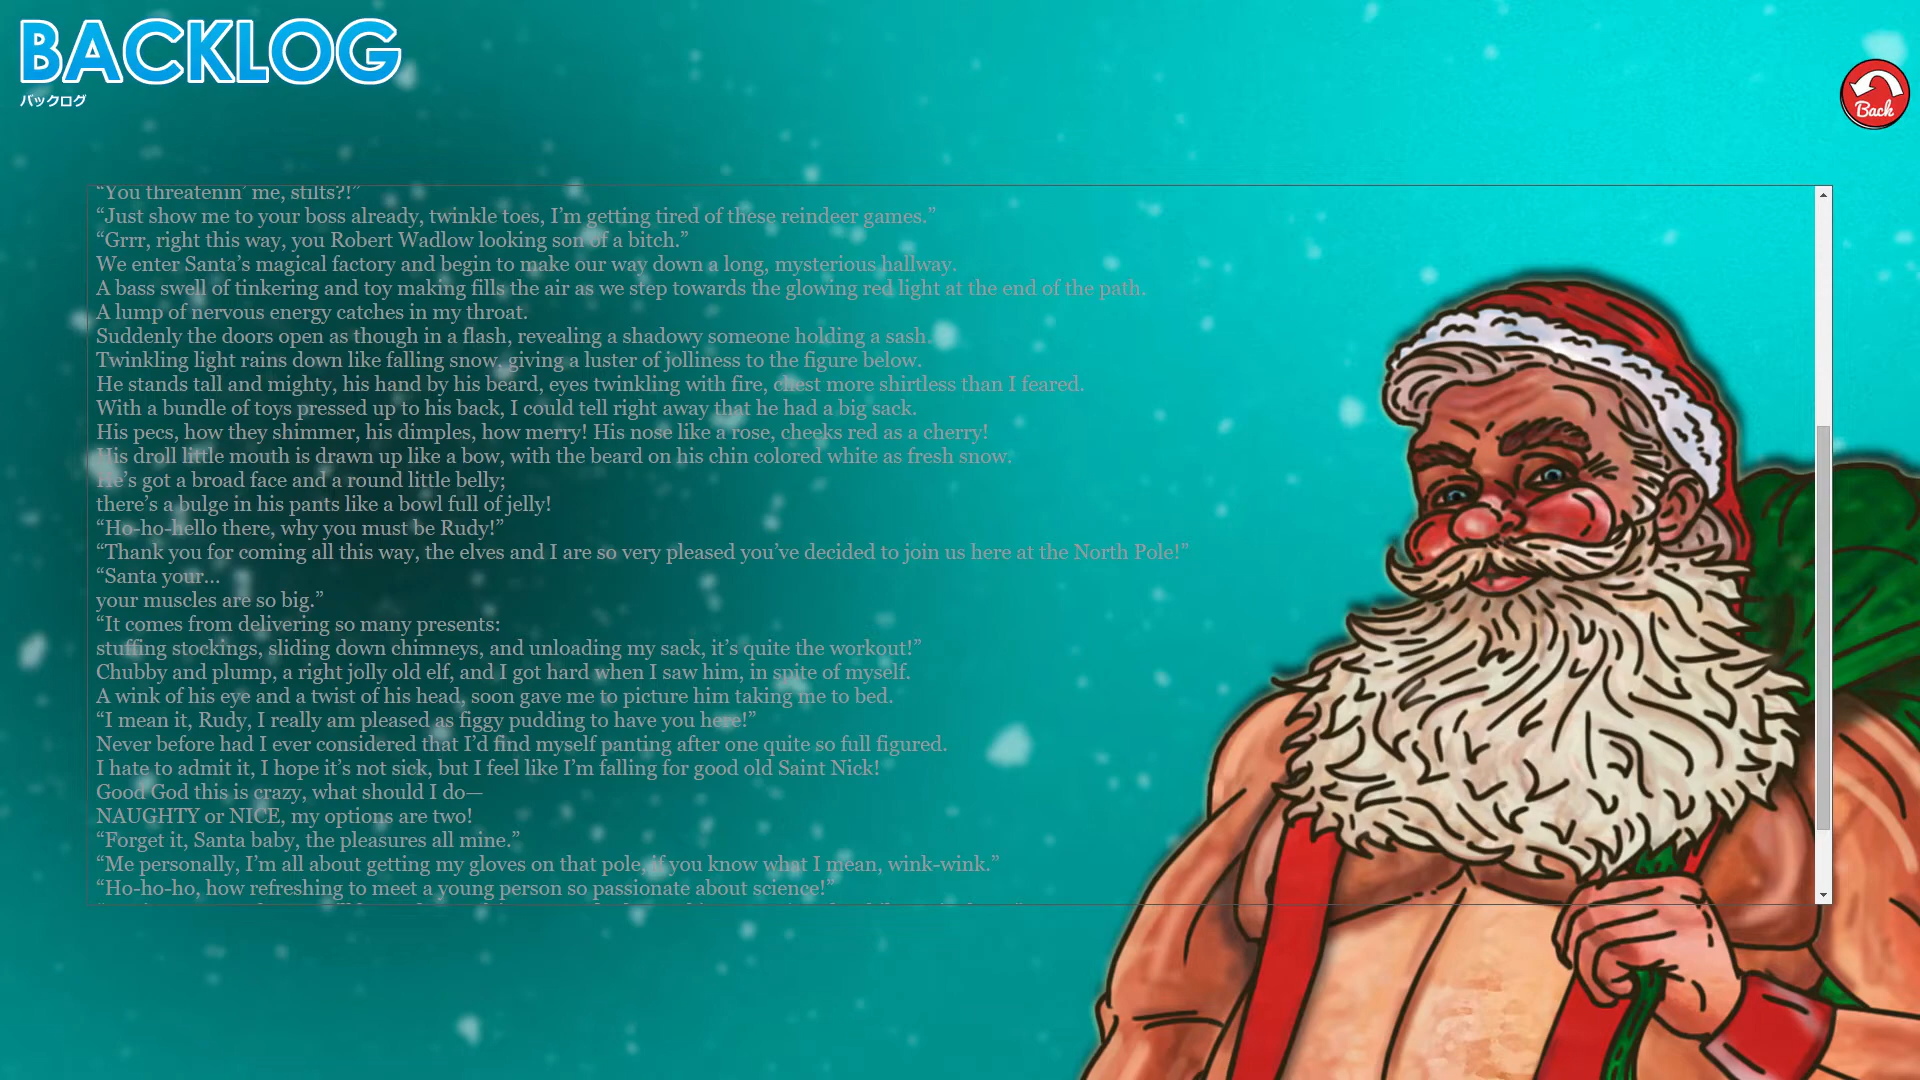 BACKLOG
バックログ
Back
“You threatenin’ me, stilts?!”
“Just show me to your boss already, twinkle toes, I’m getting tired of these reindeer games.”
“Grrr, right this way, you Robert Wadlow looking son of a bitch.”
We enter Santa’s magical factory and begin to make our way down a long, mysterious hallway.
A bass swell of tinkering and toy making fills the air as we step towards the glowing red light at the end of the path.
A lump of nervous energy catches in my throat.
Suddenly the doors open as though in a flash, revealing a shadowy someone holding a sash.
Twinkling light rains down like falling snow, giving a luster of jolliness to the figure below.
He stands tall and mighty, his hand by his beard, eyes twinkling with fire, chest more shirtless than I feared.
With a bundle of toys pressed up to his back, I could tell right away that he had a big sack.
His pecs, how they shimmer, his dimples, how merry! His nose like a rose, cheeks red as a cherry!
His droll little mouth is drawn up like a bow, with the beard on his chin colored white as fresh snow.
He’s got a broad face and a round little belly;
there’s a bulge in his pants like a bowl full of jelly!
“Ho-ho-hello there, why you must be Rudy!”
“Thank you for coming all this way, the elves and I are so very pleased you’ve decided to join us here at the North Pole!”
“Santa your...
your muscles are so big.”
“It comes from delivering so many presents:
stuffing stockings, sliding down chimneys, and unloading my sack, it’s quite the workout!”
Chubby and plump, a right jolly old elf, and I got hard when I saw him, in spite of myself.
A wink of his eye and a twist of his head, soon gave me to picture him taking me to bed.
“I mean it, Rudy, I really am pleased as figgy pudding to have you here!”
Never before had I ever considered that I’d find myself panting after one quite so full figured.
I hate to admit it, I hope it’s not sick, but I feel like I’m falling for good old Saint Nick!
Good God this is crazy, what should I do—
NAUGHTY or NICE, my options are two!
“Forget it, Santa baby, the pleasures all mine.”
“Me personally, I’m all about getting my gloves on that pole, if you know what I mean, wink-wink.”
“Ho-ho-ho, how refreshing to meet a young person so passionate about science!”